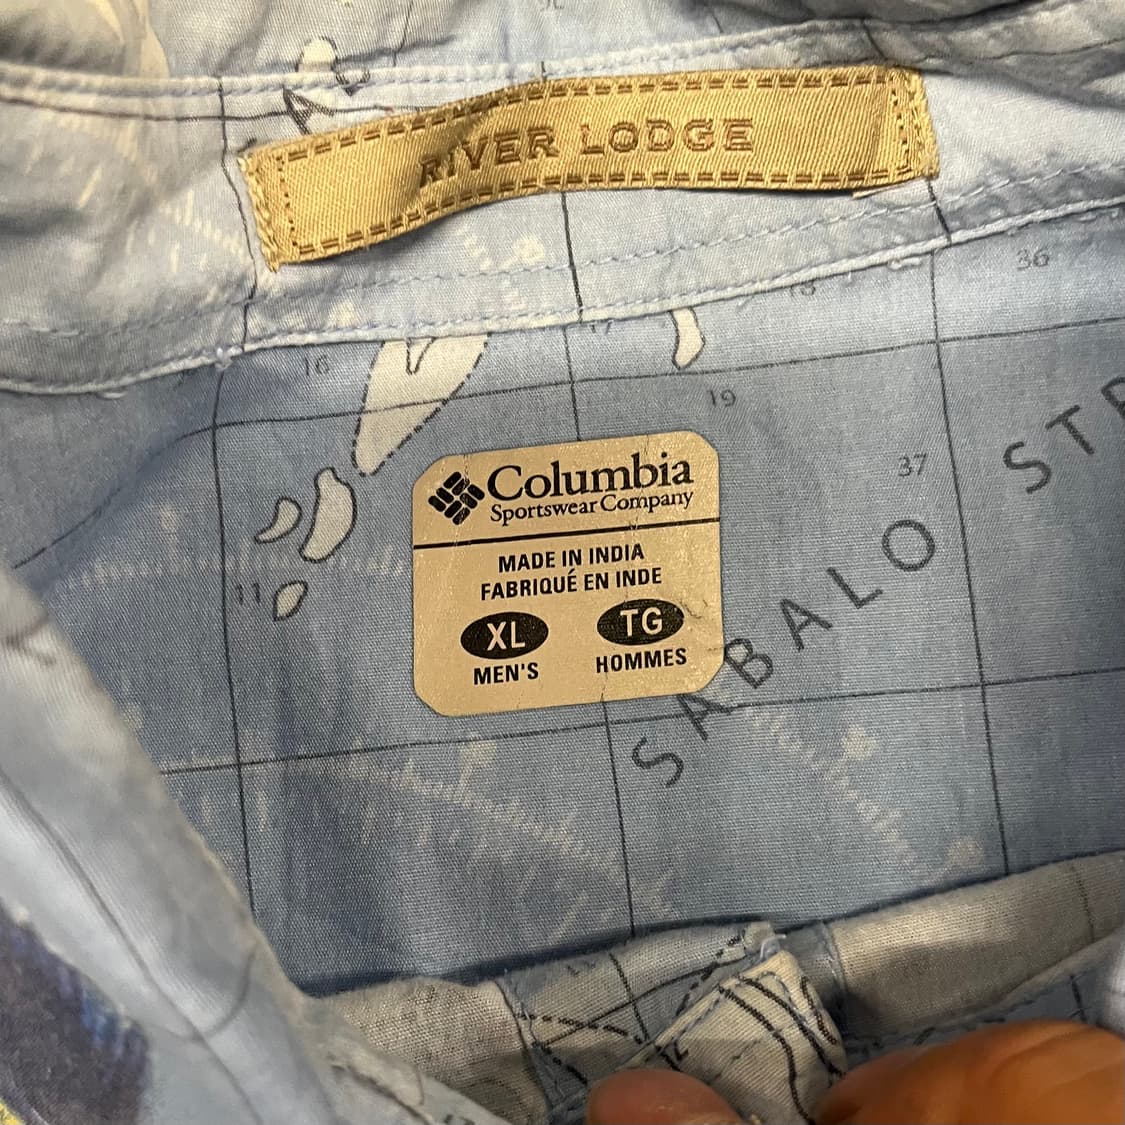 RIVER LODGE
36
18
17
16
19
37
STR
Columbia
Sportswear Company
MADE IN INDIA
FABRIQUÉ EN INDE
XL TG
MEN'S HOMMES
11
SABALO